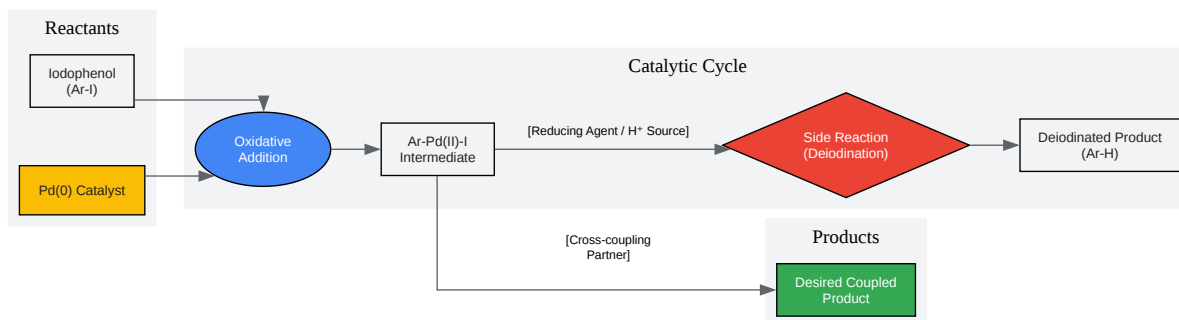 Reactants
Iodophenol
(Ar-I)
Pd(0) Catalyst
Catalytic Cycle
Oxidative
Addition
Ar-Pd(II)-I
Intermediate
[Reducing Agent / H⁺ Source]
Side Reaction
(Deiodination)
Deiodinated Product
(Ar-H)
[Cross-coupling
Partner]
Products
Desired Coupled
Product